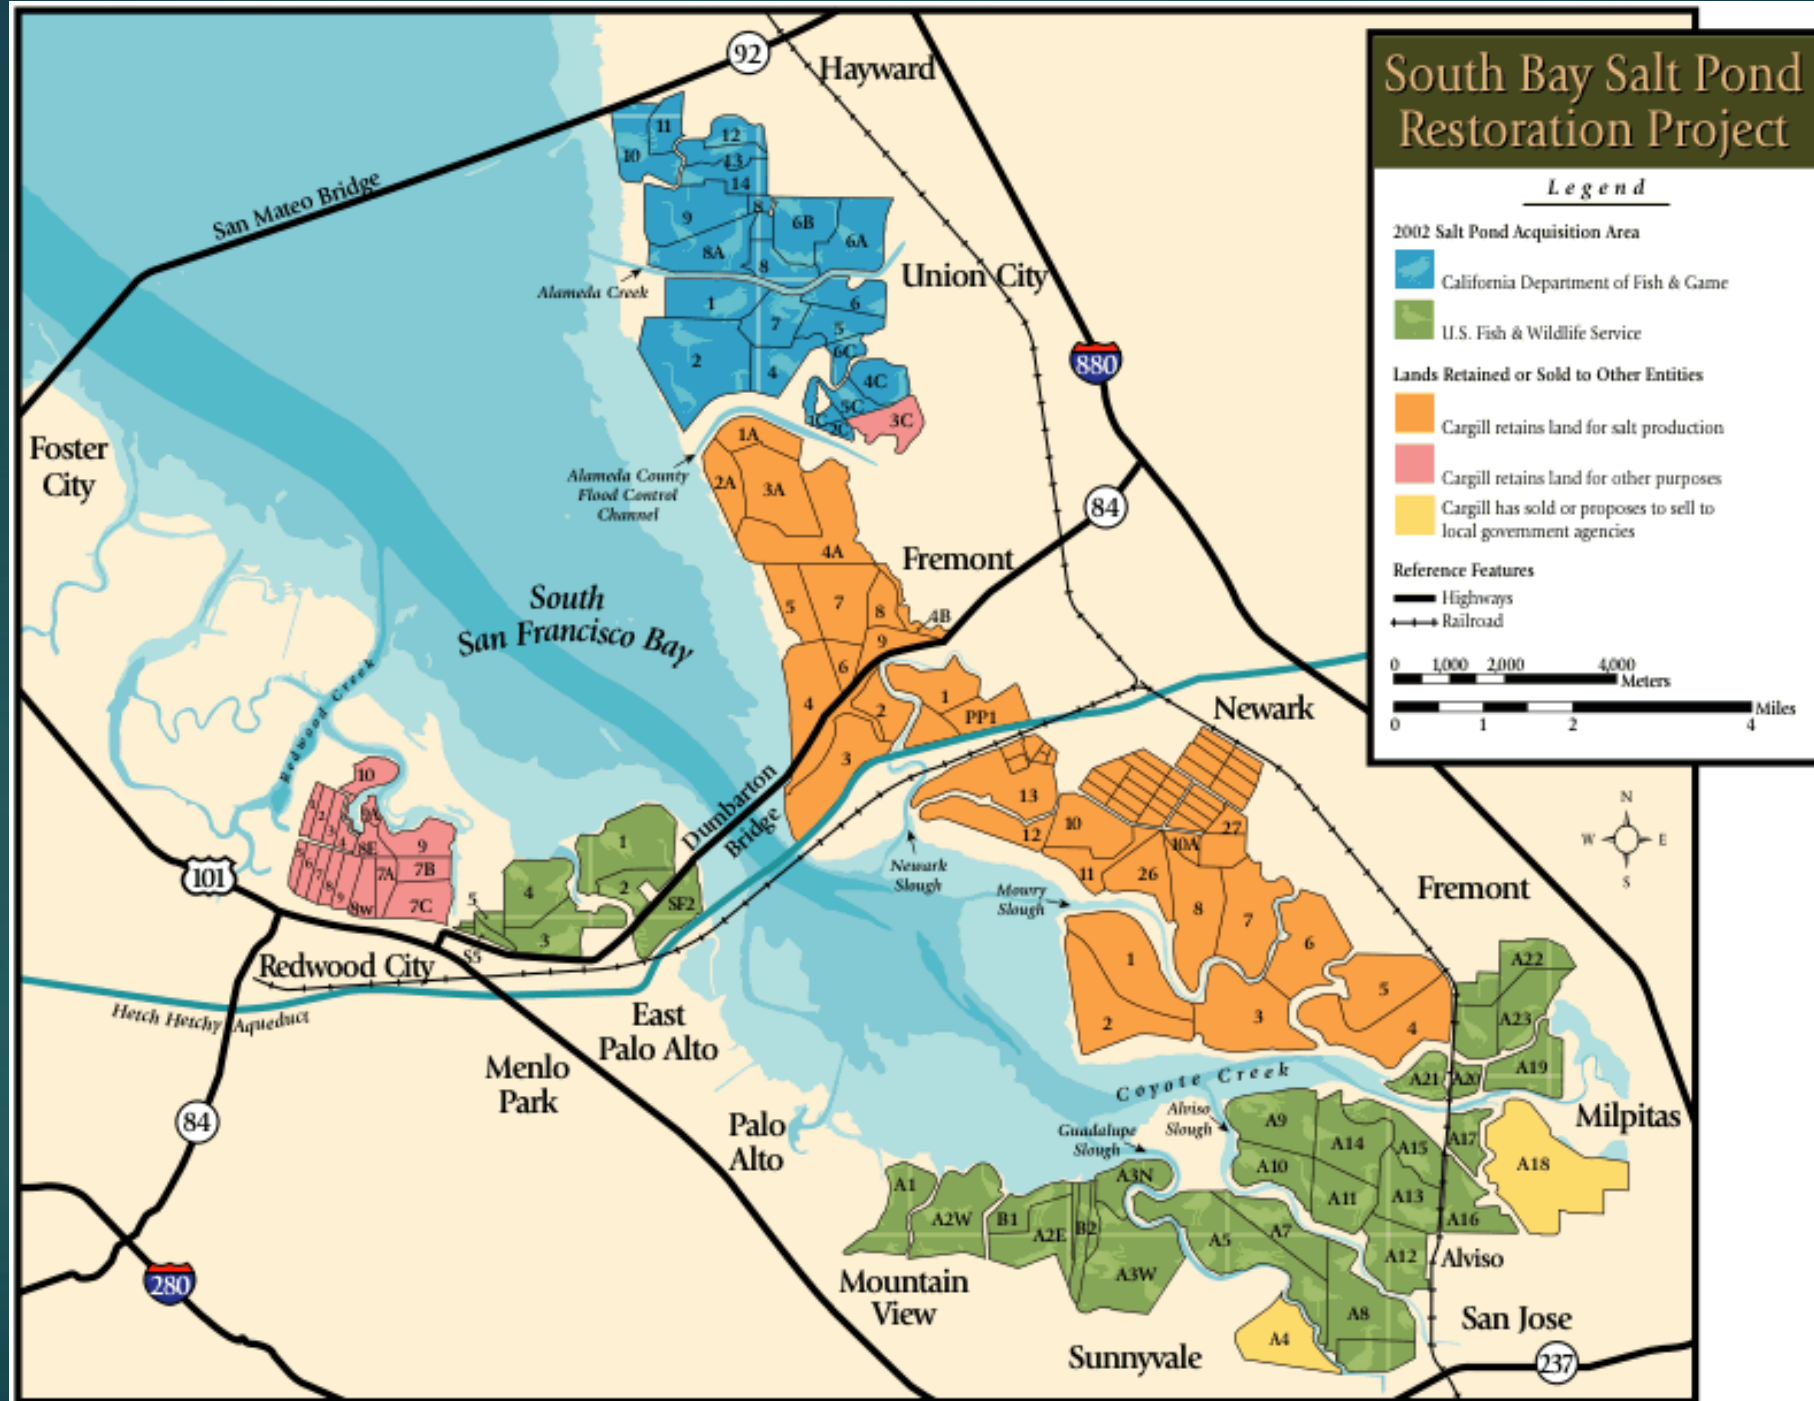 South Bay Salt Pond
Restoration Project
Legend
2002 Salt Pond Acquisition Area
California Department of Fish & Game
U.S. Fish & Wildlife Service
Lands Retained or Sold to Other Entities
Cargill retains land for salt production
Cargill retains land for other purposes
Cargill has sold or proposes to sell to
local government agencies
Reference Features
Highways
Railroad
0 1,000 2,000 4,000
Meters
Miles
0 1 2 4
N
W E
S
92
Hayward
San Mateo Bridge
11
12
10
13
14
9
8
6B
6A
8A
8
Union City
Alameda Creek
1
6
7
5
6C
2
4
4C
5C
1C
2C
3C
880
Foster
City
1A
Alameda County
Flood Control
Channel
2A
3A
84
4A
Fremont
South
San Francisco Bay
5
7
8
4B
9
6
4
2
1
PP1
3
Newark
Redwood Creek
10
1
2
3
4
9A
8E
9
5
6
7
8
9
7A
7B
8W
7C
101
Dumbarton
Bridge
1
2
4
5
3
SF2
S5
13
12
10
27
10A
11
26
8
7
6
Newark
Slough
Mowry
Slough
Fremont
1
2
3
5
4
Redwood City
Hetch Hetchy Aqueduct
East
Palo Alto
Menlo
Park
84
Palo
Alto
280
A22
A23
A19
A21
A20
Coyote Creek
Alviso
Slough
Guadalupe
Slough
Milpitas
A9
A14
A15
A17
A18
A10
A11
A13
A16
A1
A2W
B1
A2E
B2
A3N
A3W
A5
A7
A12
Alviso
A8
A4
Mountain
View
Sunnyvale
San Jose
237